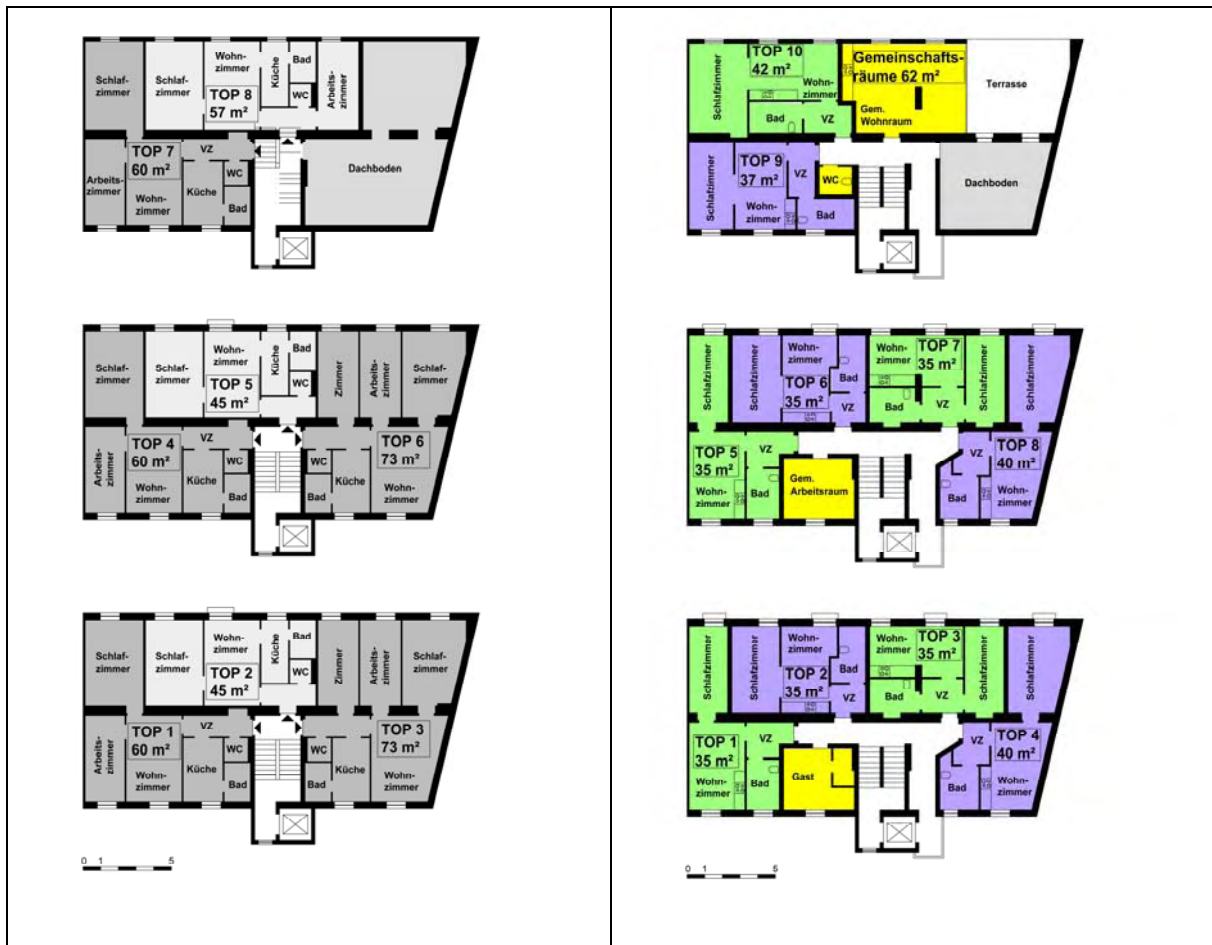 Schlaf-
zimmer
Schlaf-
zimmer
Wohn-
zimmer
TOP 8
57 m²
Küche
Bad
WC
Arbeits-
zimmer
TOP 7
60 m²
VZ
Arbeits-
zimmer
Wohn-
zimmer
Küche
WC
Bad
Dachboden
Schlaf-
zimmer
Schlaf-
zimmer
Wohn-
zimmer
TOP 5
45 m²
Küche
Bad
WC
Zimmer
Arbeits-
zimmer
Schlaf-
zimmer
TOP 4
60 m²
VZ
Arbeits-
zimmer
Wohn-
zimmer
Küche
WC
Bad
WC
Bad
Küche
TOP 6
73 m²
Wohn-
zimmer
Schlaf-
zimmer
Schlaf-
zimmer
Wohn-
zimmer
TOP 2
45 m²
Küche
Bad
WC
Zimmer
Arbeits-
zimmer
Schlaf-
zimmer
TOP 1
60 m²
VZ
Arbeits-
zimmer
Wohn-
zimmer
Küche
WC
Bad
WC
Bad
Küche
TOP 3
73 m²
Wohn-
zimmer
0 1 5
Schlafzimmer
TOP 10
42 m²
Wohn-
zimmer
Bad
VZ
Gemeinschafts-
räume 62 m²
Gem.
Wohnraum
Terrasse
Schlafzimmer
TOP 9
37 m²
Wohn-
zimmer
VZ
WC
Bad
Dachboden
Schlafzimmer
Schlafzimmer
Wohn-
zimmer
TOP 6
35 m²
Bad
VZ
Wohn-
zimmer
TOP 7
35 m²
Bad
VZ
Schlafzimmer
Schlafzimmer
TOP 5
35 m²
VZ
Wohn-
zimmer
Bad
Gem.
Arbeitsraum
VZ
TOP 8
40 m²
Bad
Wohn-
zimmer
Schlafzimmer
Schlafzimmer
Wohn-
zimmer
TOP 2
35 m²
Bad
VZ
Wohn-
zimmer
TOP 3
35 m²
Bad
VZ
Schlafzimmer
Schlafzimmer
TOP 1
35 m²
VZ
Wohn-
zimmer
Bad
Gast
VZ
TOP 4
40 m²
Bad
Wohn-
zimmer
0 1 5